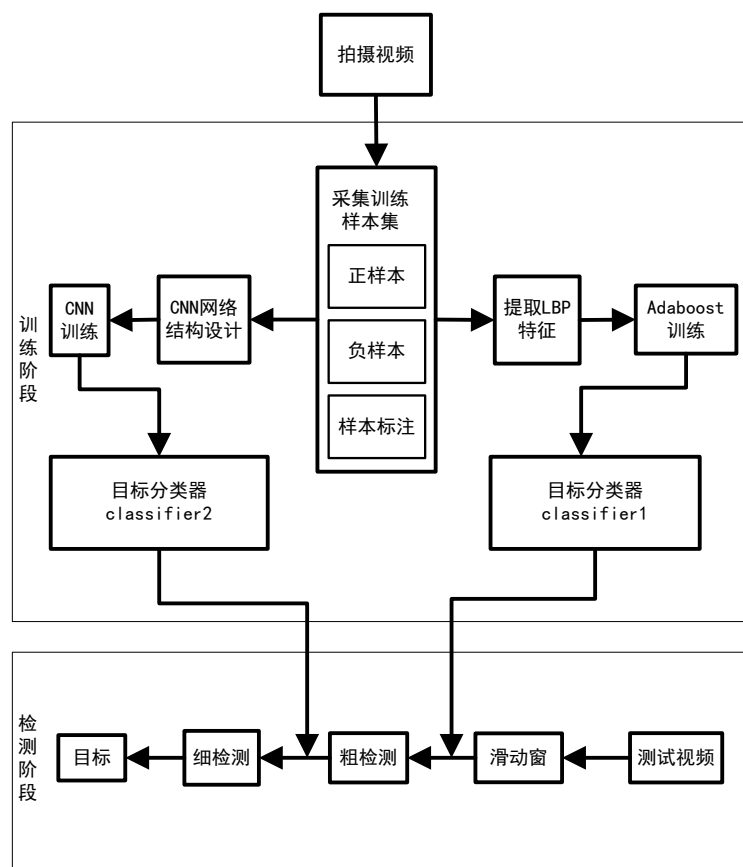 拍摄视频
采集训练
样本集
正样本
负样本
样本标注
CNN网络
结构设计
CNN
训练
提取LBP
特征
Adaboost
训练
训练阶段
目标分类器
classifier2
目标分类器
classifier1
检测阶段
目标
细检测
粗检测
滑动窗
测试视频